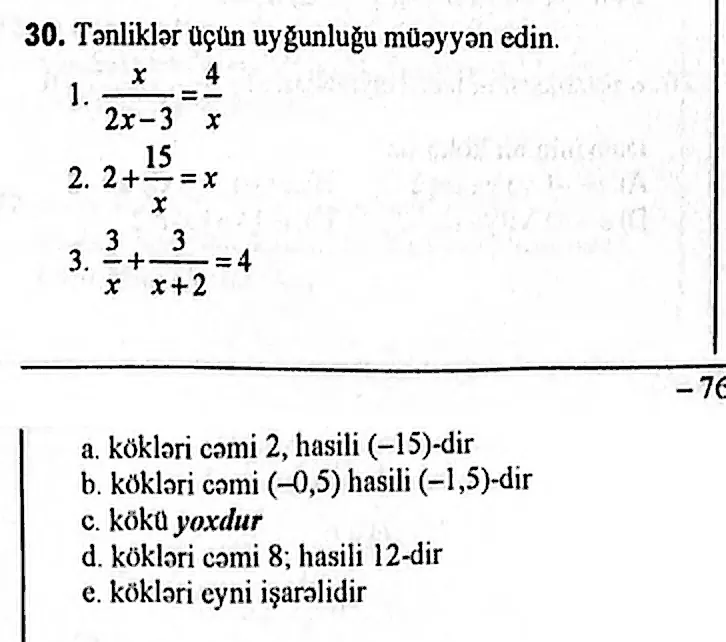 30. Tənliklər üçün uyğunluğu müəyyən edin.
1. x/(2x−3) = 4/x
2. 2 + 15/x = x
3. 3/x + 3/(x+2) = 4
– 76
a. kökləri cəmi 2, hasili (–15)-dir
b. kökləri cəmi (–0,5) hasili (–1,5)-dir
c. kökü yoxdur
d. kökləri cəmi 8; hasili 12-dir
e. kökləri eyni işarəlidir